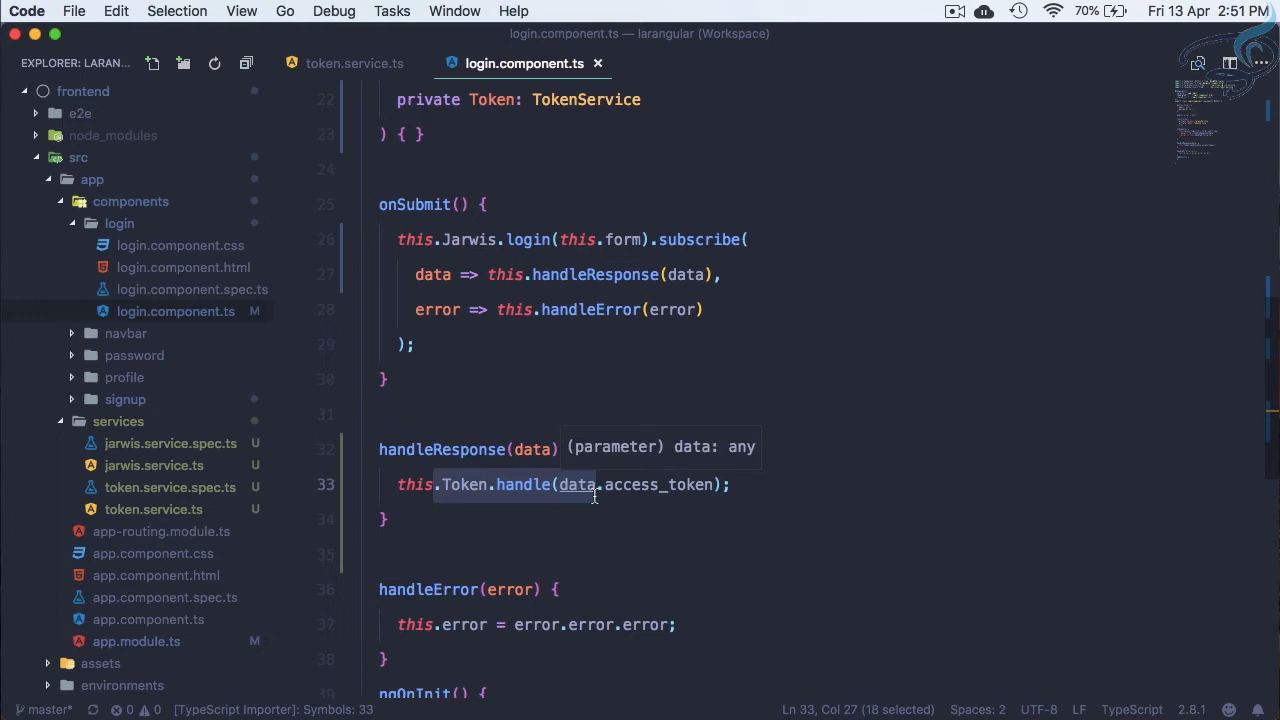 Code File Edit Selection View Go Debug Tasks Window Help 70% Fri 13 Apr 2:51 PM
login.component.ts — larangular (Workspace)
EXPLORER: LARAN... token.service.ts login.component.ts
frontend
e2e
node_modules
src
app
components
login
login.component.css
login.component.html
login.component.spec.ts
login.component.ts M
navbar
password
profile
signup
services
jarwis.service.spec.ts U
jarwis.service.ts U
token.service.spec.ts U
token.service.ts U
app-routing.module.ts
app.component.css
app.component.html
app.component.spec.ts
app.component.ts
app.module.ts M
assets
environments
22 private Token: TokenService
23 ) { }
24
25 onSubmit() {
26 this.Jarwis.login(this.form).subscribe(
27 data => this.handleResponse(data),
28 error => this.handleError(error)
29 );
30 }
31
32 handleResponse(data)
(parameter) data: any
33 this.Token.handle(data.access_token);
34 }
35
36 handleError(error) {
37 this.error = error.error.error;
38 }
39 ngOnInit() {
master* 0 0 [TypeScript Importer]: Symbols: 33 Ln 33, Col 27 (18 selected) Spaces: 2 UTF-8 LF TypeScript 2.8.1